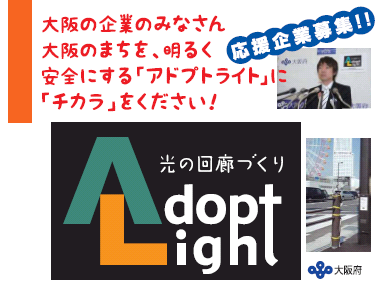 大阪の企業のみなさん
大阪のまちを、明るく
安全にする「アドプトライト」に
「チカラ」をください!
応援企業募集!!
光の回廊づくり
Adopt
Light
大阪府